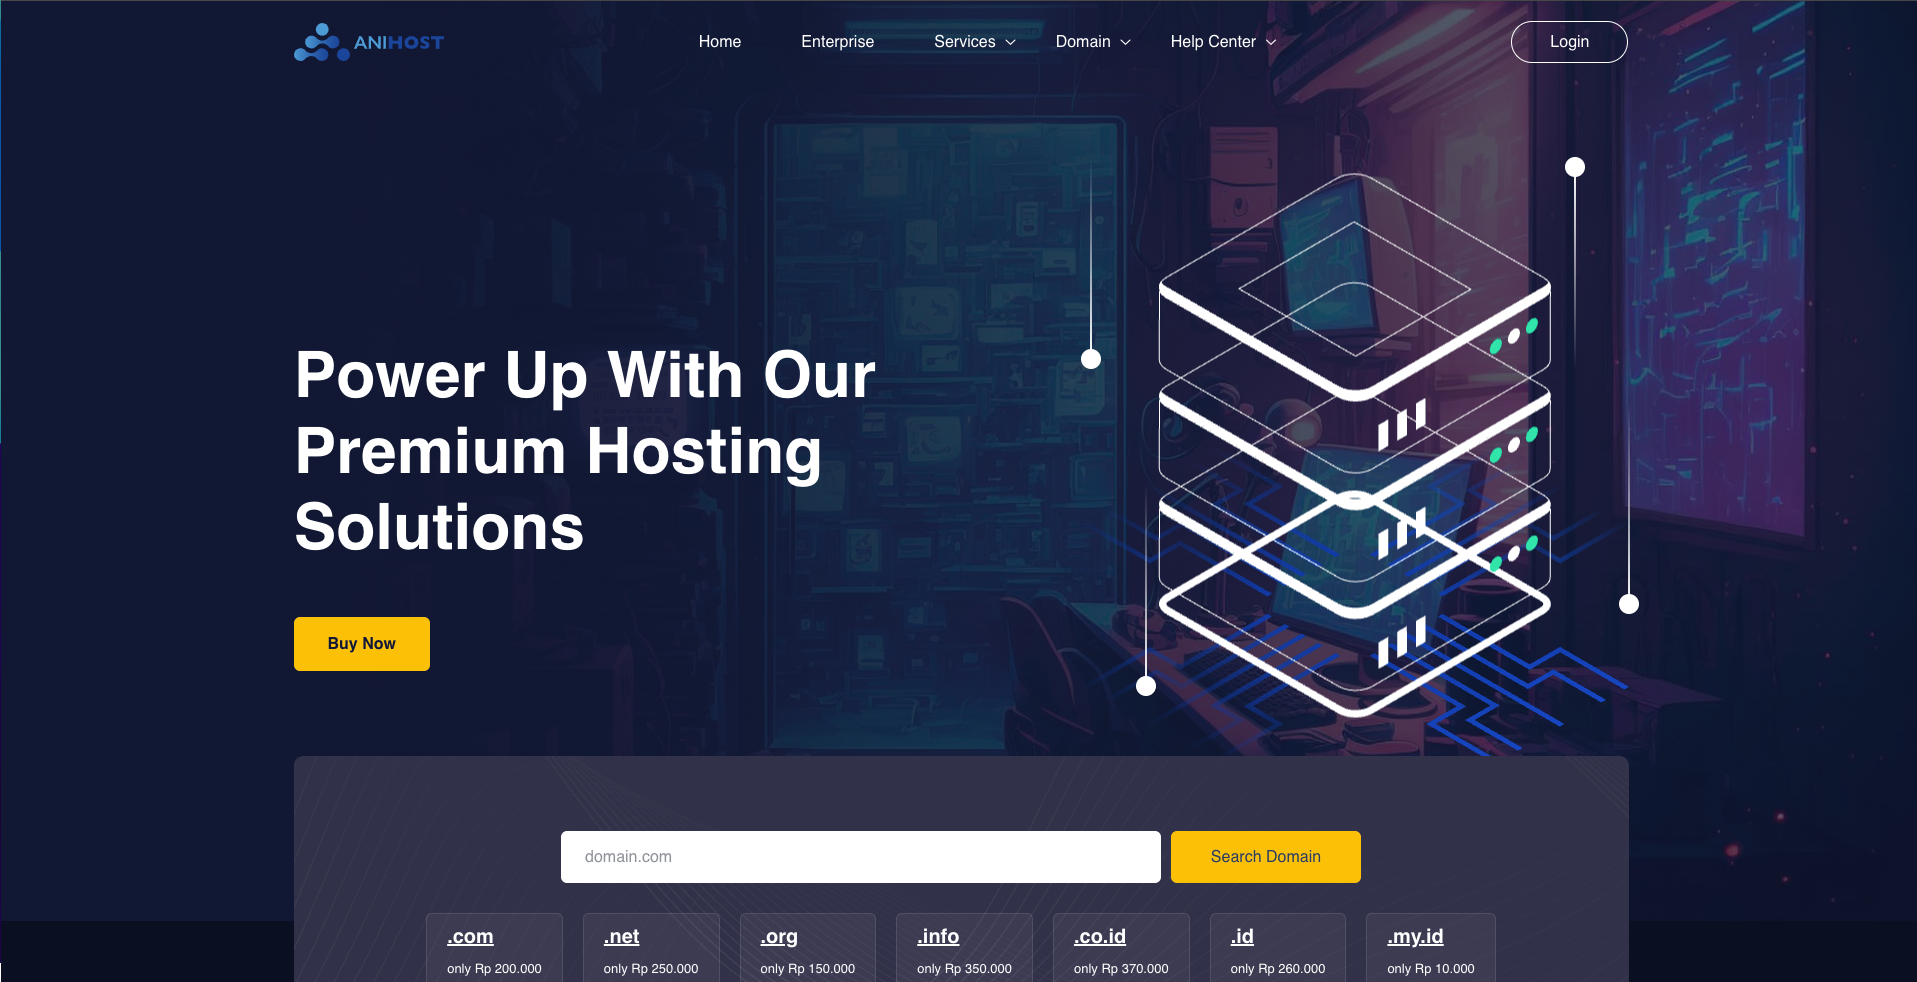 ANIHOST
Home Enterprise Services Domain Help Center Login
Power Up With Our
Premium Hosting
Solutions
Buy Now
domain.com Search Domain
.com .net .org .info .co.id .id .my.id
only Rp 200.000 only Rp 250.000 only Rp 150.000 only Rp 350.000 only Rp 370.000 only Rp 260.000 only Rp 10.000